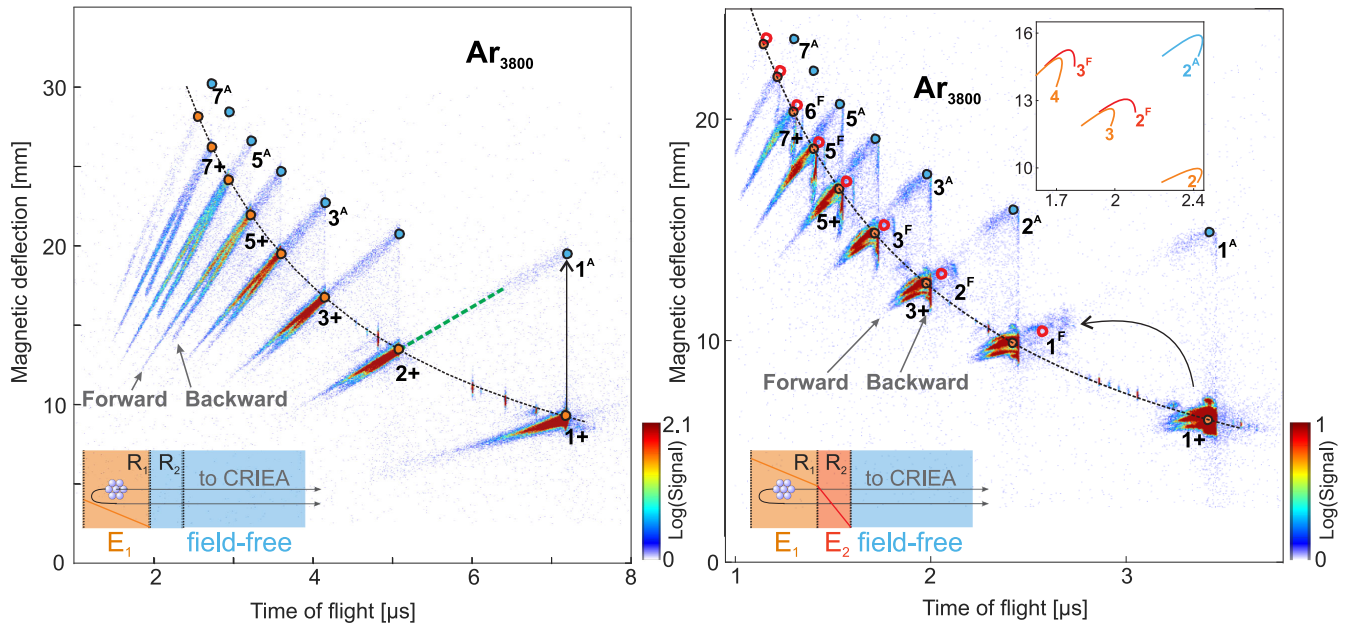 Ar3800
Magnetic deflection [mm]
30
20
10
0
7A
7+
5A
5+
3A
3+
2+
1A
1+
Forward
Backward
R1
R2
to CRIEA
E1
field-free
2.1
Log(Signal)
0
2
4
6
8
Time of flight [µs]
Ar3800
Magnetic deflection [mm]
20
10
0
7A
6F
7+
5A
5F
5+
3A
3F
3+
2A
2F
1A
1F
1+
Forward
Backward
16
13
10
1.7
2
2.4
3F
4
2A
2F
3
2
R1
R2
to CRIEA
E1
E2
field-free
1
Log(Signal)
0
1
2
3
Time of flight [µs]